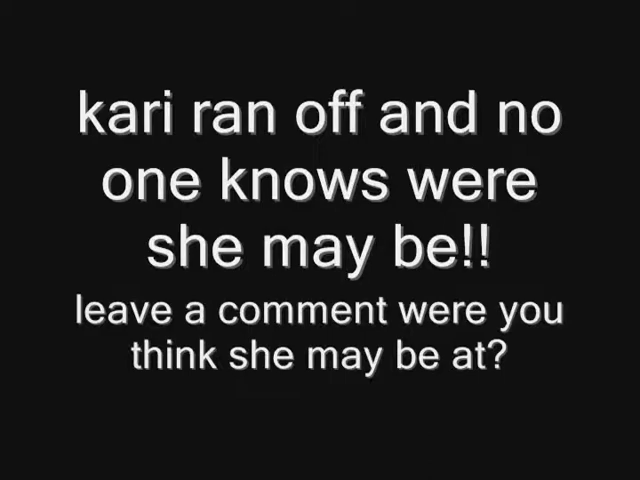 kari ran off and no
one knows were
she may be!!
leave a comment were you
think she may be at?